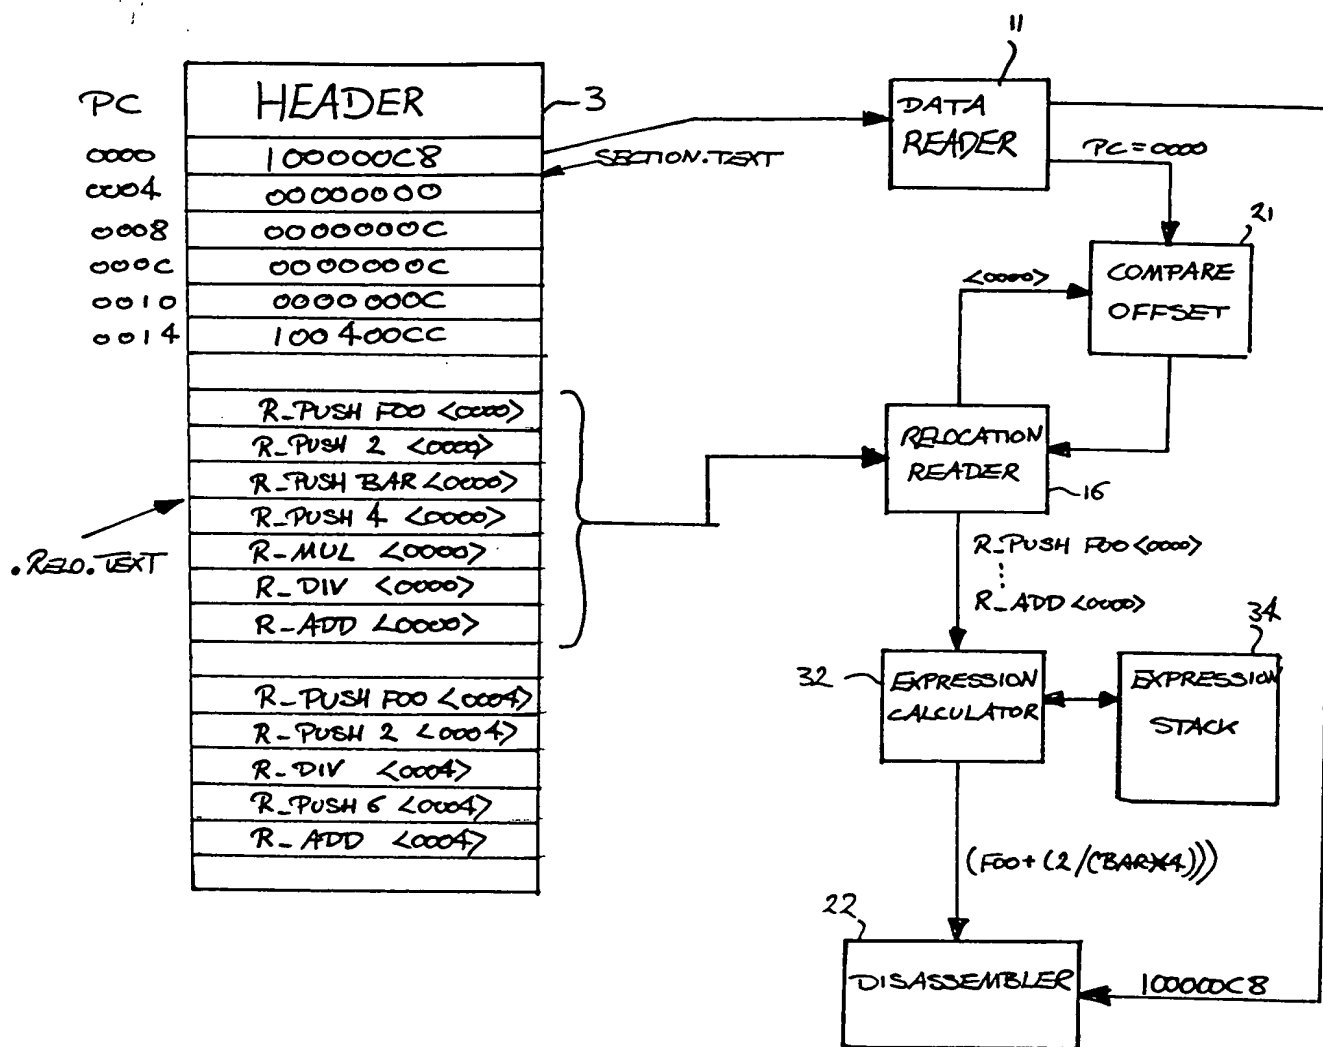 PC
HEADER
3
0000 100000C8
SECTION.TEXT
0004 00000000
0008 0000000C
000C 0000000C
0010 0000000C
0014 100400CC
R_PUSH FOO <0000>
R_PUSH 2 <0000>
R_PUSH BAR <0000>
R_PUSH 4 <0000>
R_MUL <0000>
R_DIV <0000>
R_ADD <0000>
.RELO.TEXT
R_PUSH FOO <0004>
R_PUSH 2 <0004>
R_DIV <0004>
R_PUSH 6 <0004>
R_ADD <0004>
11
DATA
READER
PC=0000
21
COMPARE
OFFSET
<0000>
RELOCATION
READER
16
R_PUSH FOO <0000>
R_ADD <0000>
32
EXPRESSION
CALCULATOR
34
EXPRESSION
STACK
(FOO+(2/(BAR*4)))
22
DISASSEMBLER
100000C8